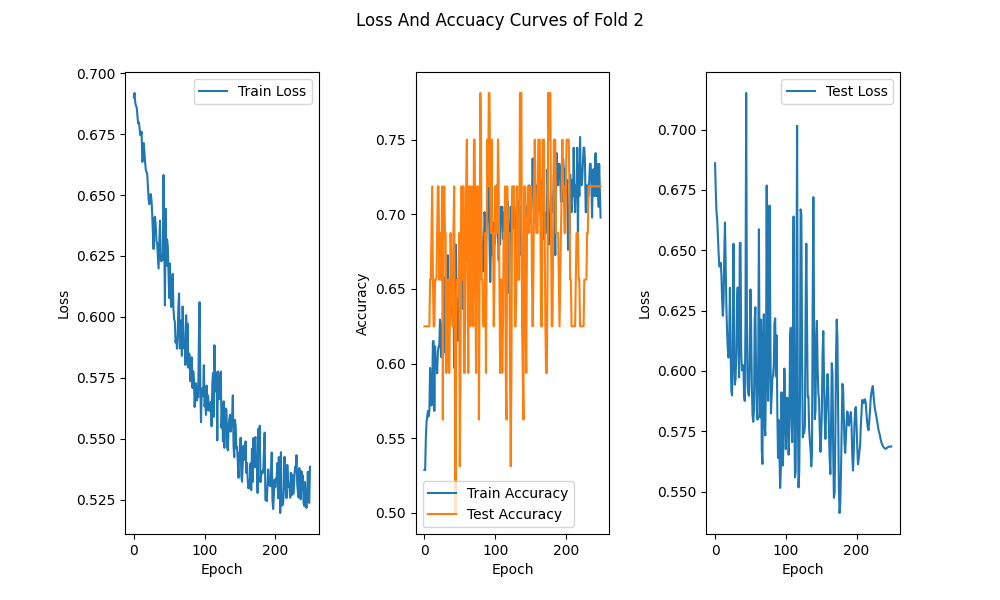 Loss And Accuacy Curves of Fold 2
0.700
0.675
0.650
0.625
0.600
0.575
0.550
0.525
Loss
Train Loss
0 100 200
Epoch
0.75
0.70
0.65
0.60
0.55
0.50
Accuracy
Train Accuracy
Test Accuracy
0 100 200
Epoch
0.700
0.675
0.650
0.625
0.600
0.575
0.550
Loss
Test Loss
0 100 200
Epoch